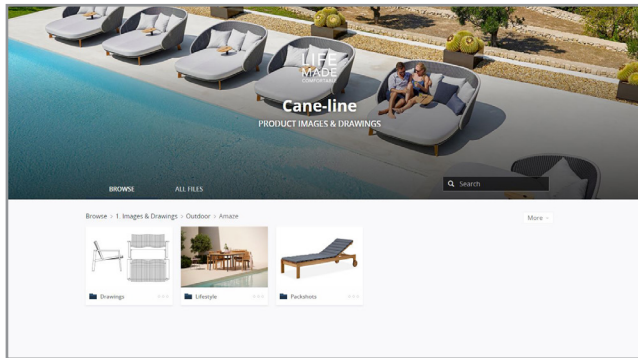 LIFE
MADE
COMFORTABLE
Cane-line
PRODUCT IMAGES & DRAWINGS
BROWSE ALL FILES Search
Browse > 1. Images & Drawings > Outdoor > Amaze More
Drawings Lifestyle Packshots